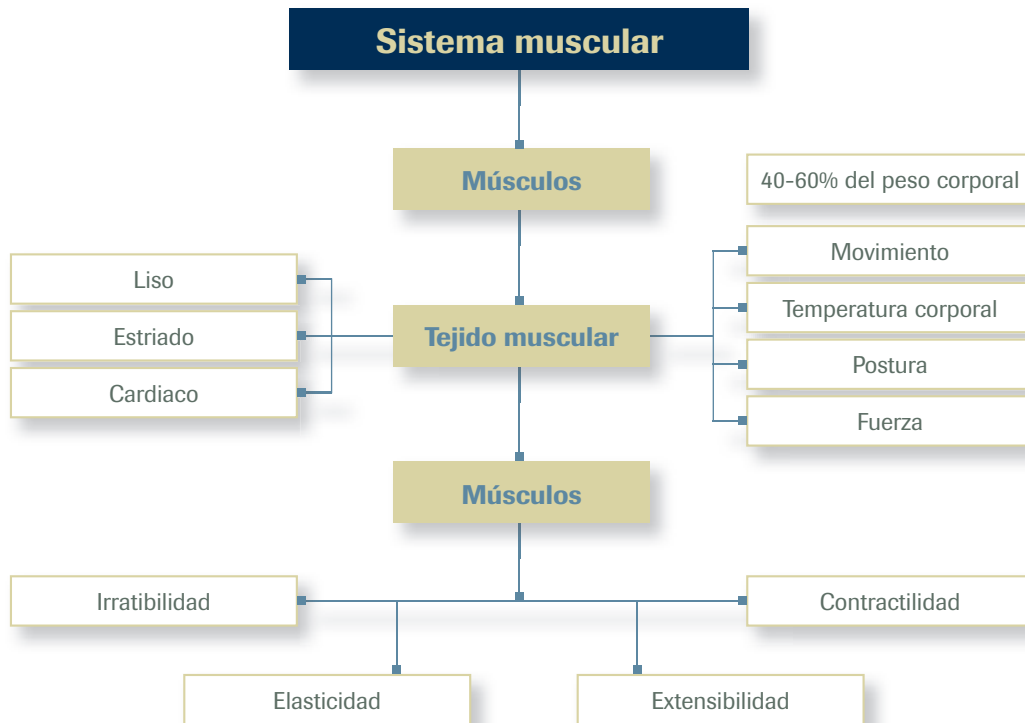 Sistema muscular
Músculos
40-60% del peso corporal
Movimiento
Liso
Temperatura corporal
Estriado
Tejido muscular
Postura
Cardiaco
Fuerza
Músculos
Irratibilidad
Contractilidad
Elasticidad
Extensibilidad